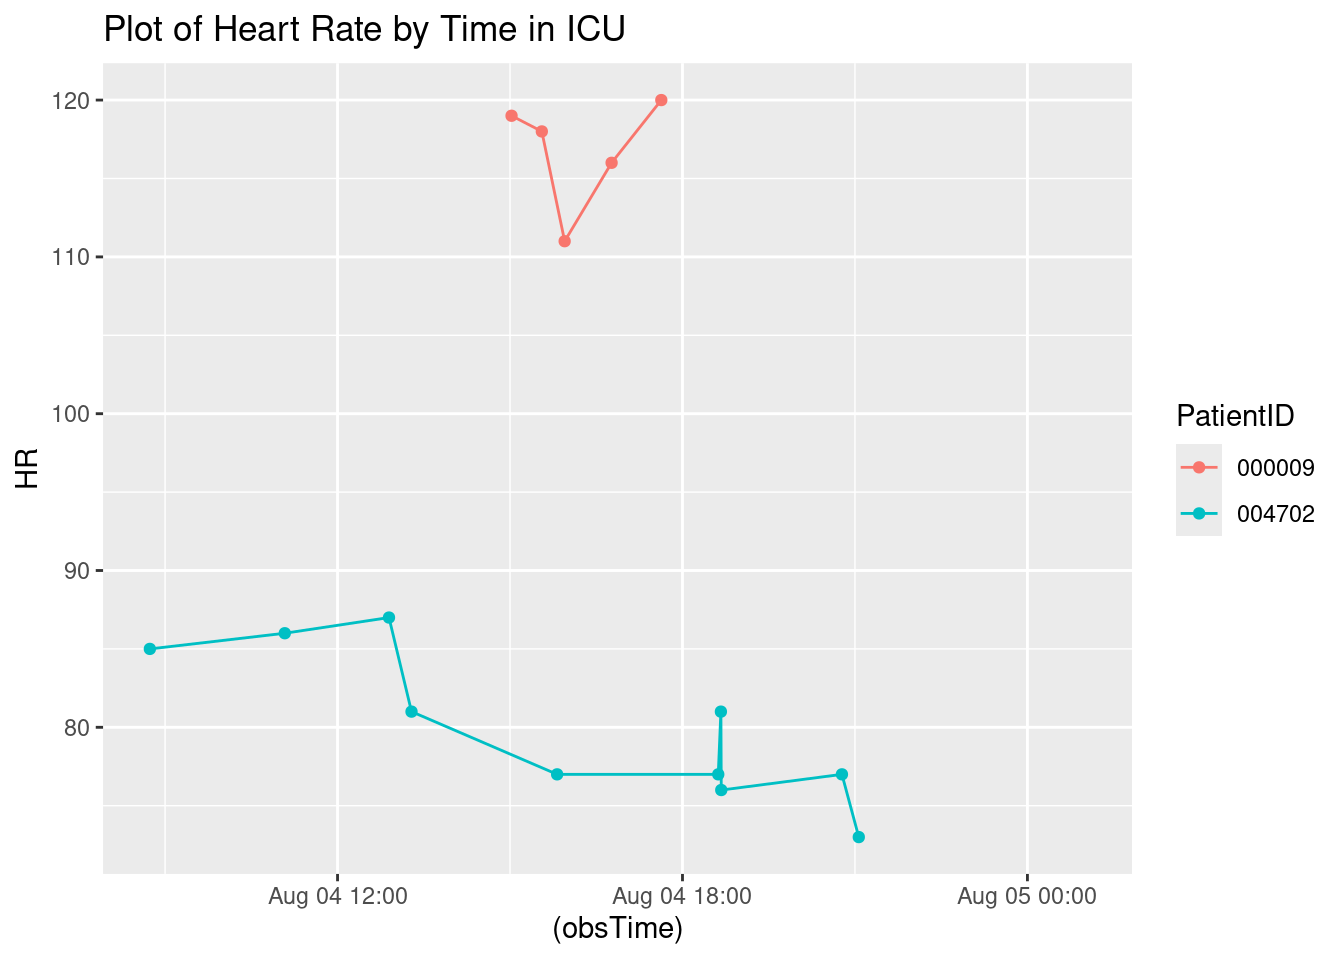 Plot of Heart Rate by Time in ICU
120
110
100
90
80
HR
Aug 04 12:00
Aug 04 18:00
Aug 05 00:00
(obsTime)
PatientID
000009
004702